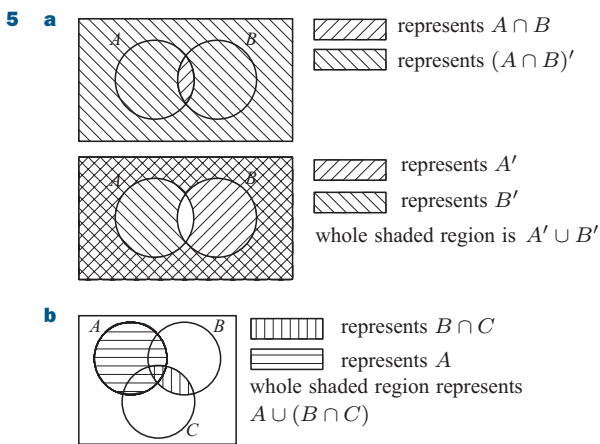 5 a
A B
represents A ∩ B
represents (A ∩ B)′
A B
represents A′
represents B′
whole shaded region is A′ ∪ B′
b
A B
C
represents B ∩ C
represents A
whole shaded region represents
A ∪ (B ∩ C)